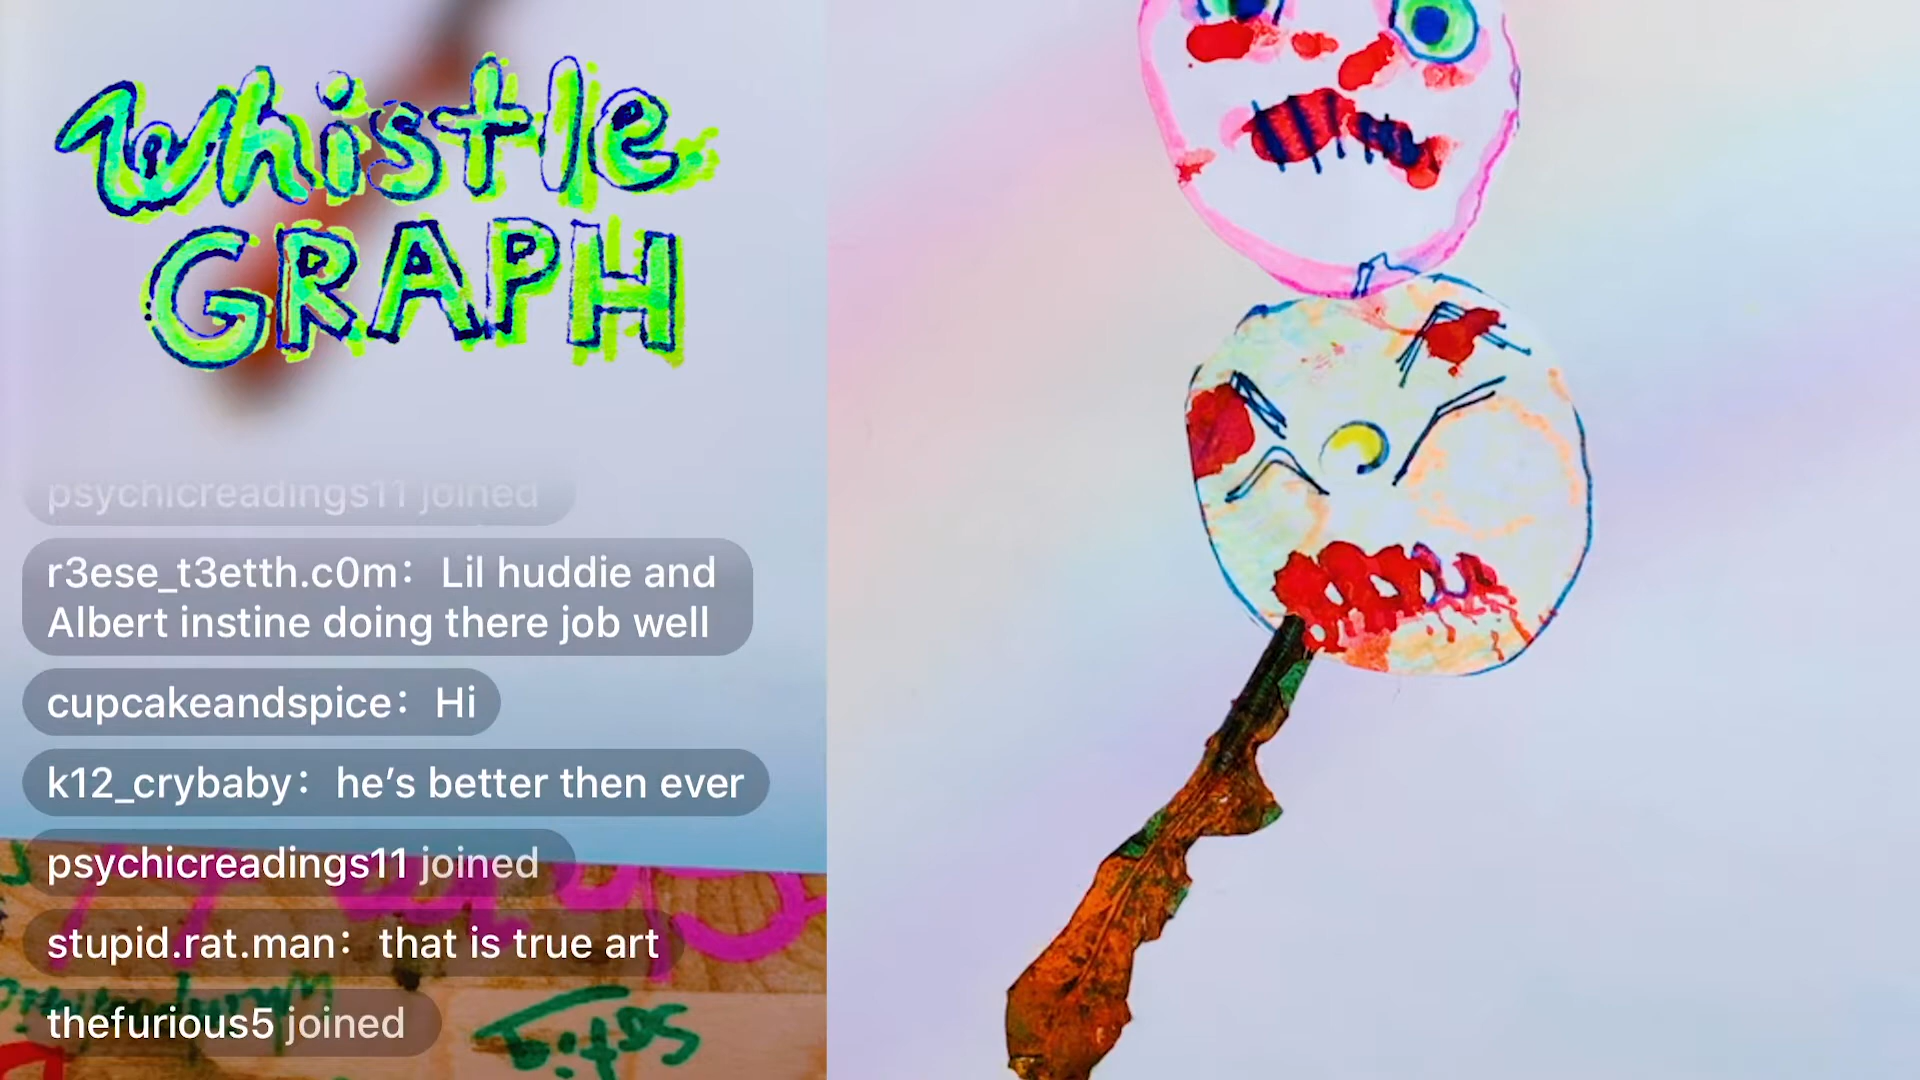 Whistle
GRAPH
psychicreadings11 joined
r3ese_t3etth.c0m: Lil huddie and
Albert instine doing there job well
cupcakeandspice: Hi
k12_crybaby: he’s better then ever
psychicreadings11 joined
stupid.rat.man: that is true art
thefurious5 joined